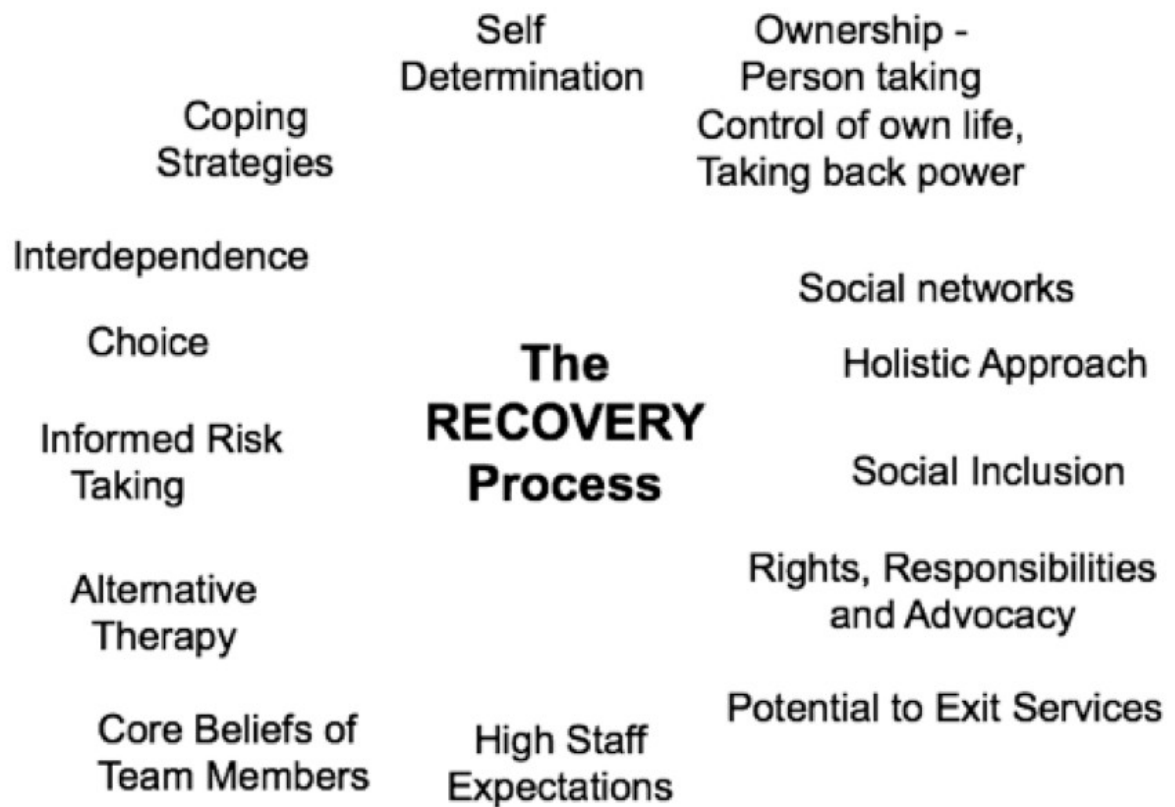 Self
Determination
Ownership -
Person taking
Control of own life,
Taking back power
Coping
Strategies
Interdependence
Social networks
Choice
Holistic Approach
The
RECOVERY
Process
Informed Risk
Taking
Social Inclusion
Alternative
Therapy
Rights, Responsibilities
and Advocacy
Core Beliefs of
Team Members
High Staff
Expectations
Potential to Exit Services